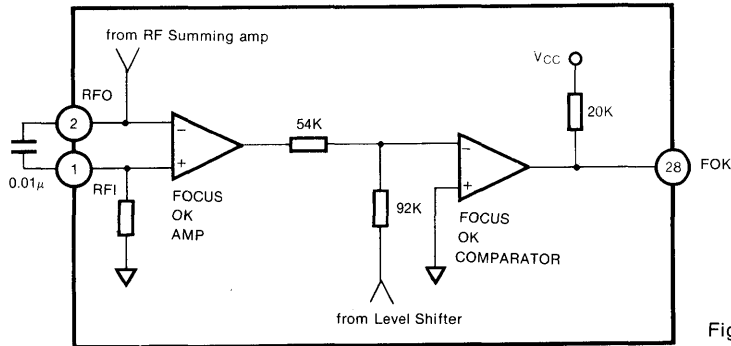 from RF Summing amp
VCC
RFO
2
54K
20K
1
28
FOK
0.01μ
RFI
FOCUS
OK
AMP
92K
FOCUS
OK
COMPARATOR
from Level Shifter
Fig